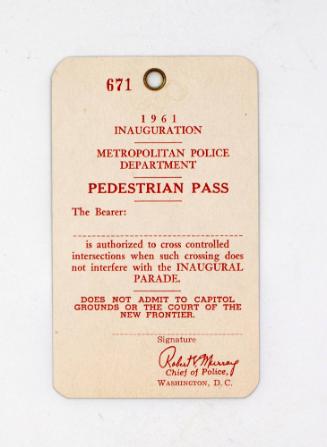 671
1961
INAUGURATION
METROPOLITAN POLICE
DEPARTMENT
PEDESTRIAN PASS
The Bearer:
is authorized to cross controlled
intersections when such crossing does
not interfere with the INAUGURAL
PARADE.
DOES NOT ADMIT TO CAPITOL
GROUNDS OR THE COURT OF THE
NEW FRONTIER.
Signature
Robert V. Murray
Chief of Police,
WASHINGTON, D. C.